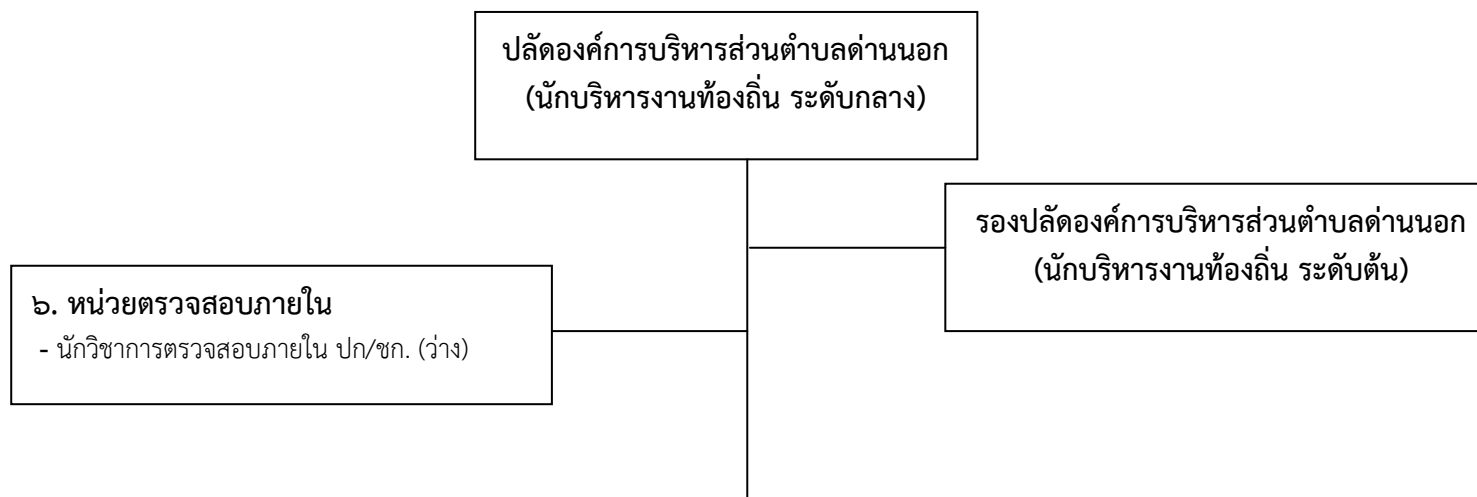 ปลัดองค์การบริหารส่วนตำบลด่านนอก
(นักบริหารงานท้องถิ่น ระดับกลาง)
รองปลัดองค์การบริหารส่วนตำบลด่านนอก
(นักบริหารงานท้องถิ่น ระดับต้น)
๖. หน่วยตรวจสอบภายใน
- นักวิชาการตรวจสอบภายใน ปก/ชก. (ว่าง)